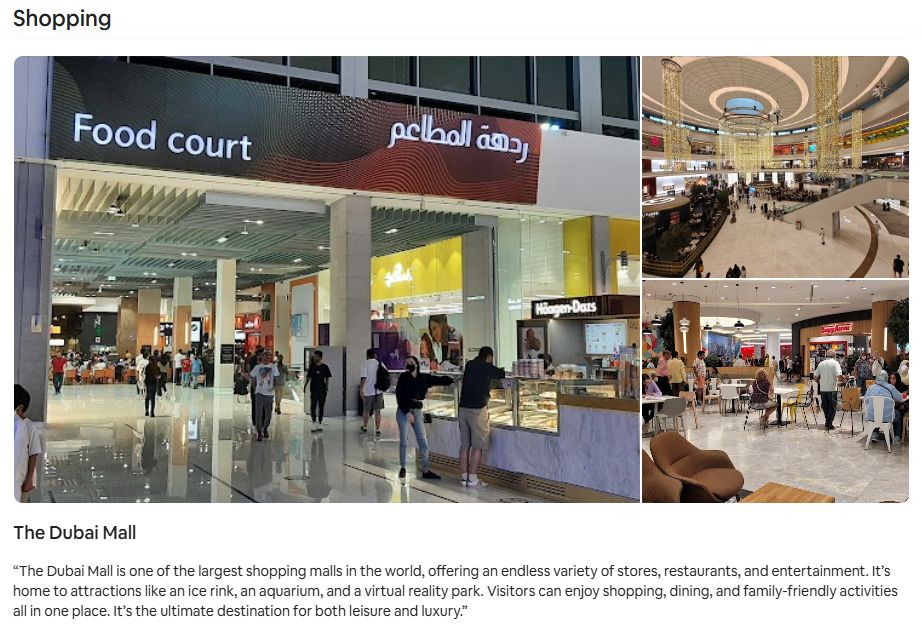 Shopping
Food court
ردهة المطاعم
Häagen-Dazs
The Dubai Mall
“The Dubai Mall is one of the largest shopping malls in the world, offering an endless variety of stores, restaurants, and entertainment. It’s
home to attractions like an ice rink, an aquarium, and a virtual reality park. Visitors can enjoy shopping, dining, and family-friendly activities
all in one place. It’s the ultimate destination for both leisure and luxury.”